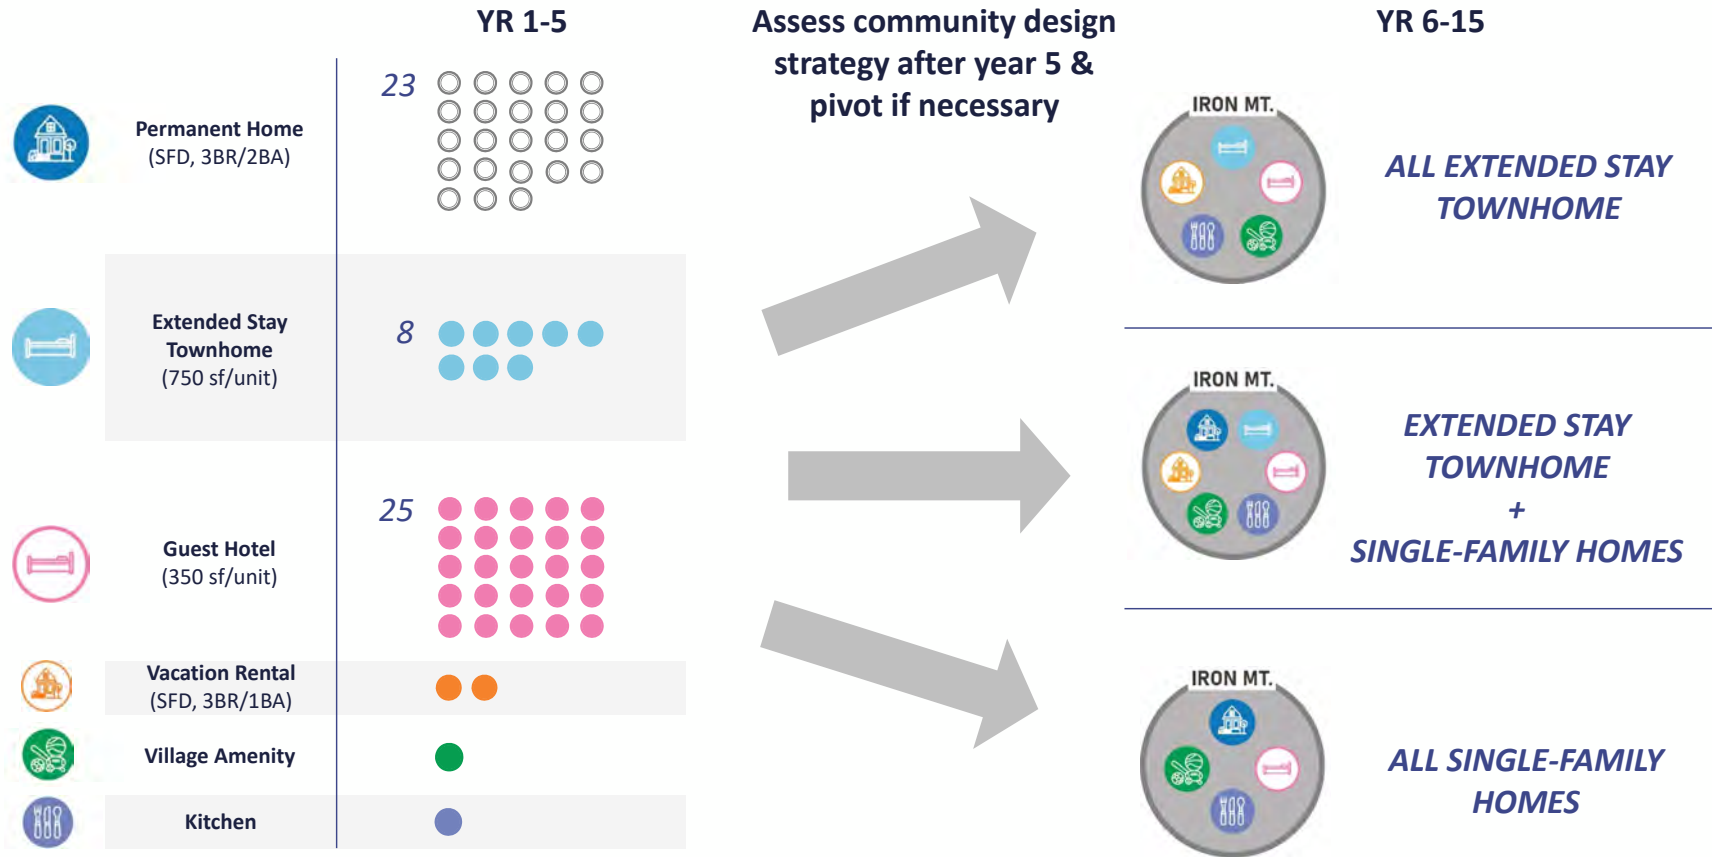 YR 1-5
Assess community design
strategy after year 5 &
pivot if necessary
YR 6-15
Permanent Home
(SFD, 3BR/2BA)
23
Extended Stay
Townhome
(750 sf/unit)
8
Guest Hotel
(350 sf/unit)
25
Vacation Rental
(SFD, 3BR/1BA)
Village Amenity
Kitchen
IRON MT.
ALL EXTENDED STAY
TOWNHOME
IRON MT.
EXTENDED STAY
TOWNHOME
+
SINGLE-FAMILY HOMES
IRON MT.
ALL SINGLE-FAMILY
HOMES